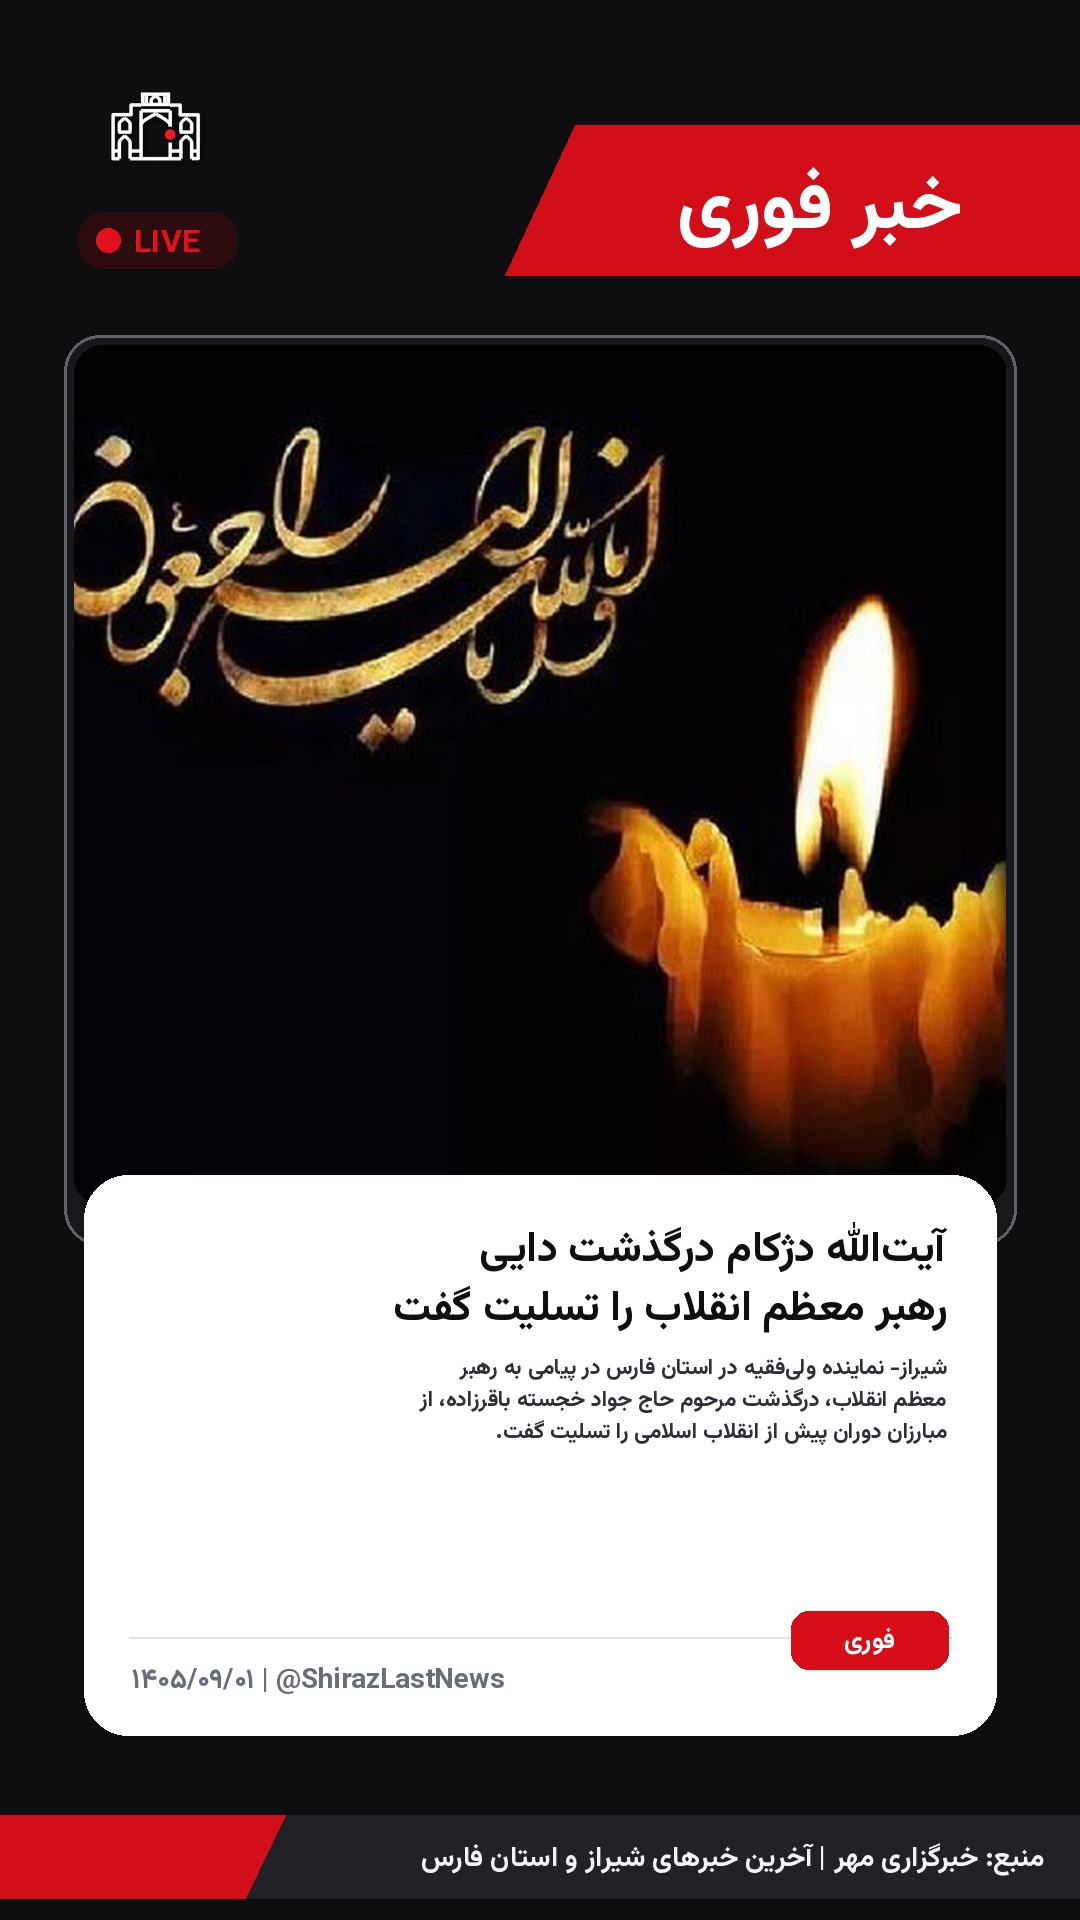 خبر فوری
LIVE
انا لله و انا الیه راجعون
آیت‌الله دژکام درگذشت دایی
رهبر معظم انقلاب را تسلیت گفت
شیراز- نماینده ولی‌فقیه در استان فارس در پیامی به رهبر
معظم انقلاب، درگذشت مرحوم حاج جواد خجسته باقرزاده، از
مبارزان دوران پیش از انقلاب اسلامی را تسلیت گفت.
فوری
۱۴۰۵/۰۹/۰۱ | @ShirazLastNews
منبع: خبرگزاری مهر | آخرین خبرهای شیراز و استان فارس